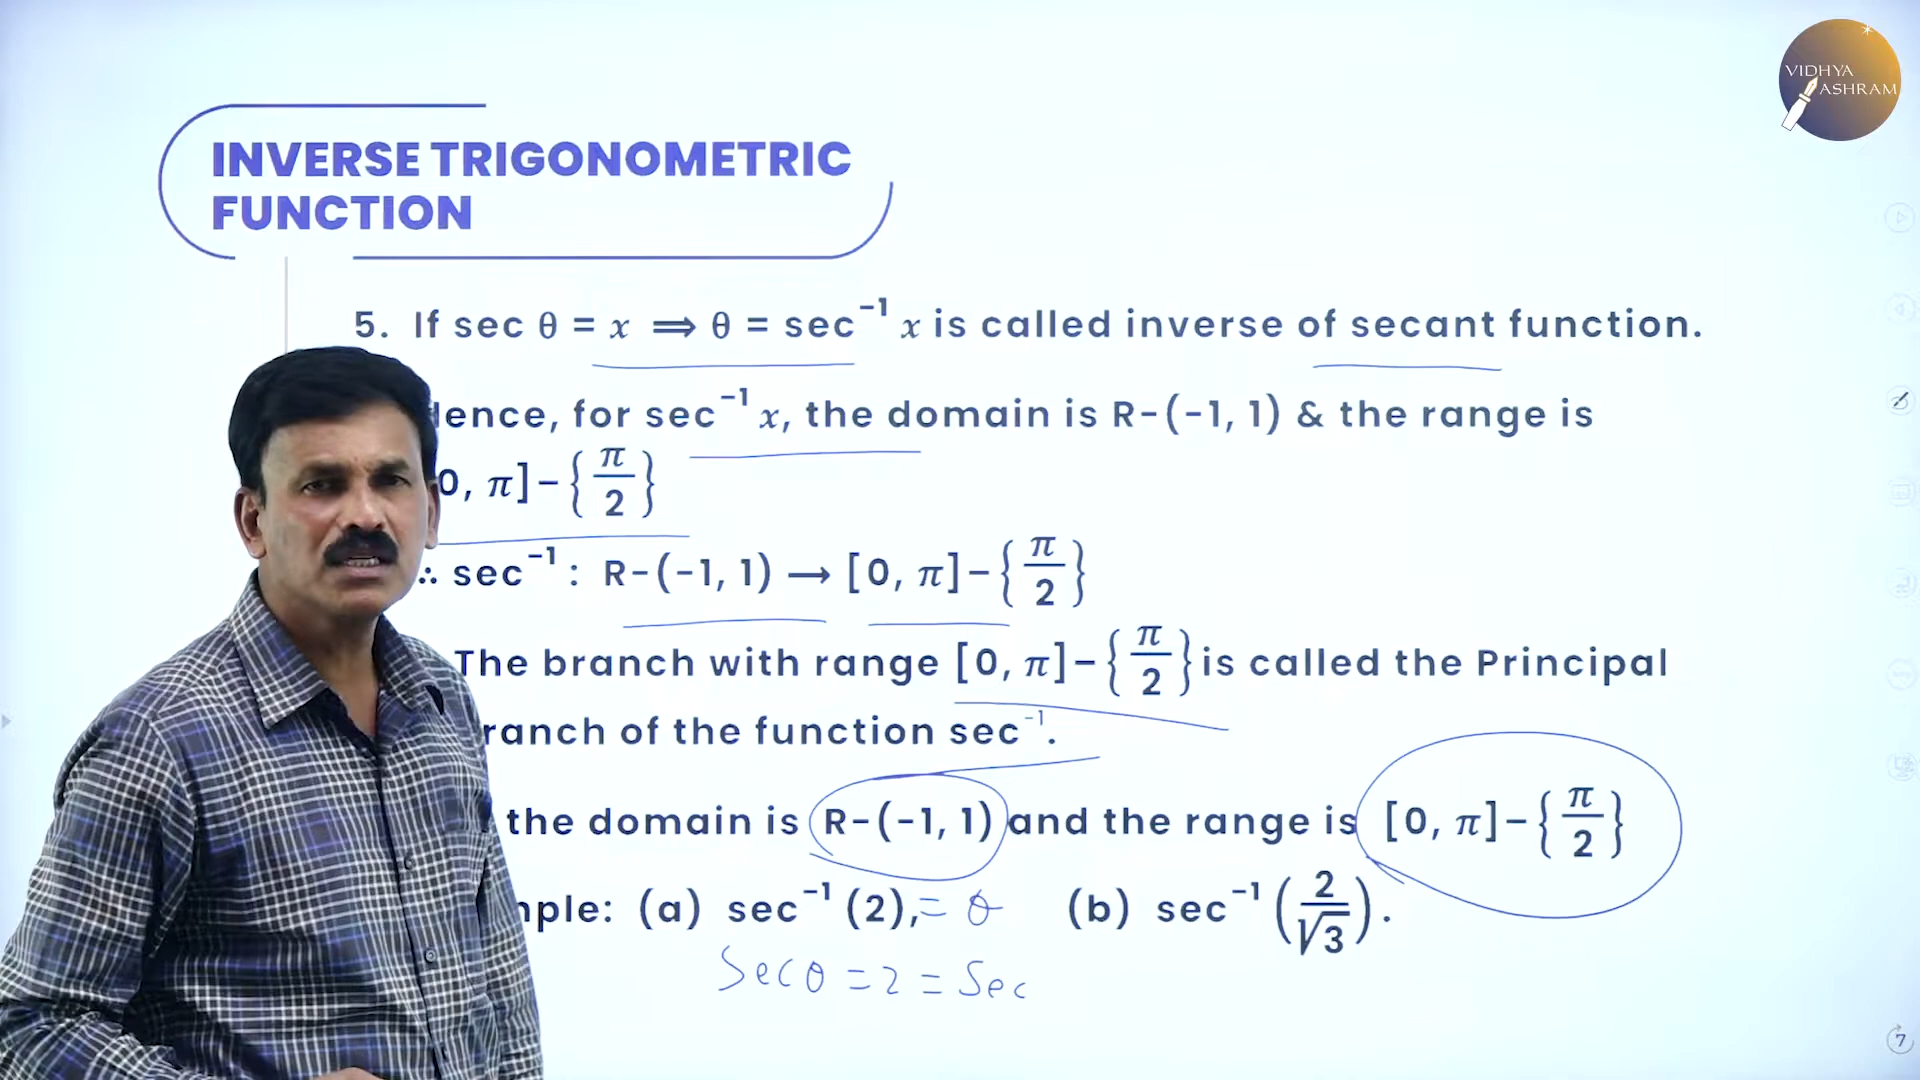 VIDHYA
ASHRAM
INVERSE TRIGONOMETRIC
FUNCTION
5. If sec θ = x ⟹ θ = sec⁻¹ x is called inverse of secant function.
ence, for sec⁻¹ x, the domain is R-(-1, 1) & the range is
0, π]-{π/2}
∴ sec⁻¹: R-(-1, 1) → [0, π]-{π/2}
The branch with range [0, π]-{π/2} is called the Principal
ranch of the function sec⁻¹.
the domain is R-(-1, 1) and the range is [0, π]-{π/2}
mple: (a) sec⁻¹(2), = θ (b) sec⁻¹(2/√3).
Secθ = 2 = Sec
7